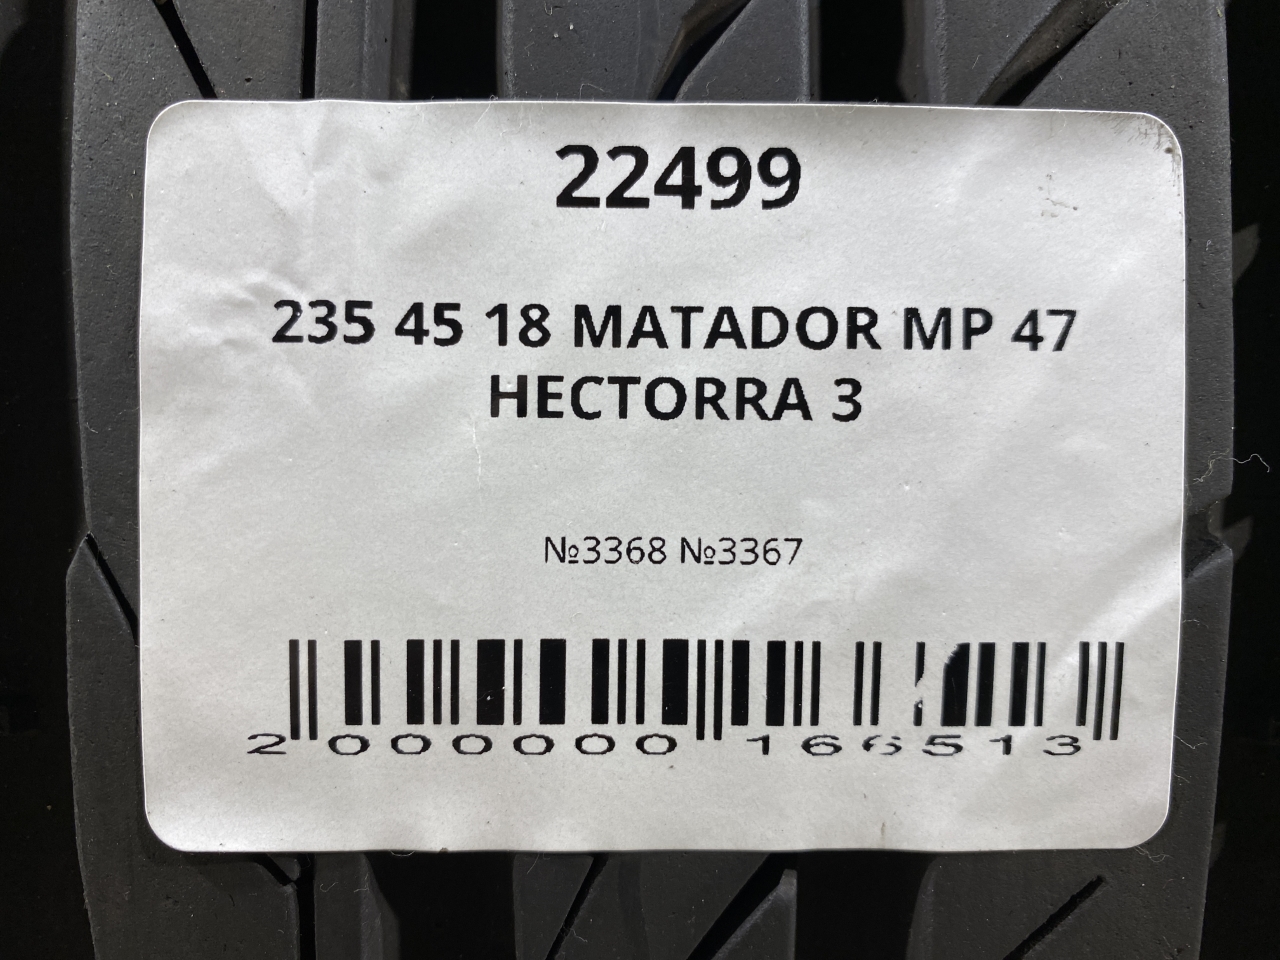 22499
235 45 18 MATADOR MP 47
HECTORRA 3
№3368 №3367
2 000000 166513